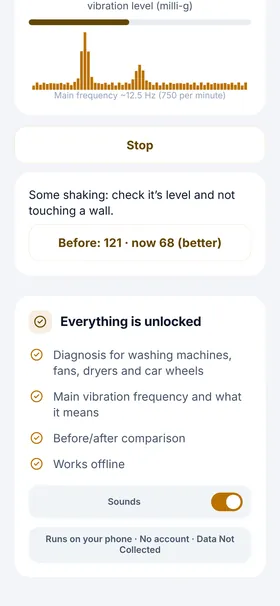 vibration level (milli-g)
Main frequency ~12.5 Hz (750 per minute)
Stop
Some shaking: check it’s level and not
touching a wall.
Before: 121 · now 68 (better)
Everything is unlocked
Diagnosis for washing machines,
fans, dryers and car wheels
Main vibration frequency and what
it means
Before/after comparison
Works offline
Sounds
Runs on your phone · No account · Data Not
Collected